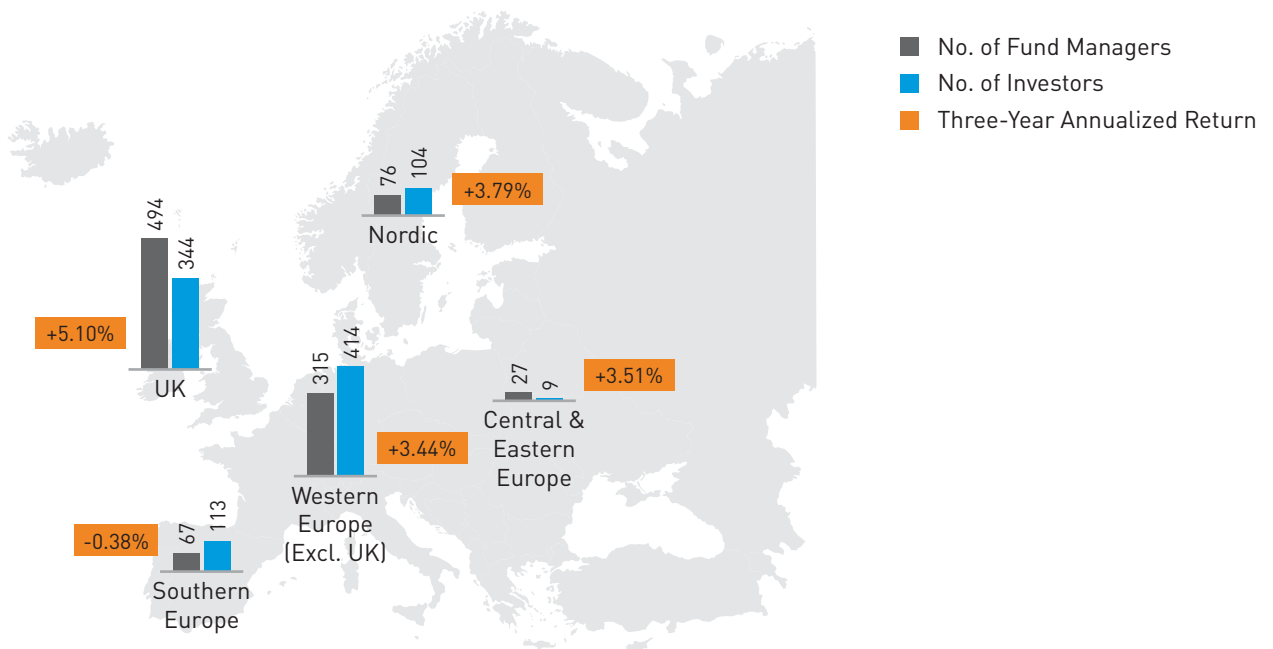 No. of Fund Managers
No. of Investors
Three-Year Annualized Return
76
104
+3.79%
Nordic
494
344
+5.10%
UK
315
414
+3.44%
Western
Europe
(Excl. UK)
27
9
+3.51%
Central &
Eastern
Europe
-0.38%
67
113
Southern
Europe